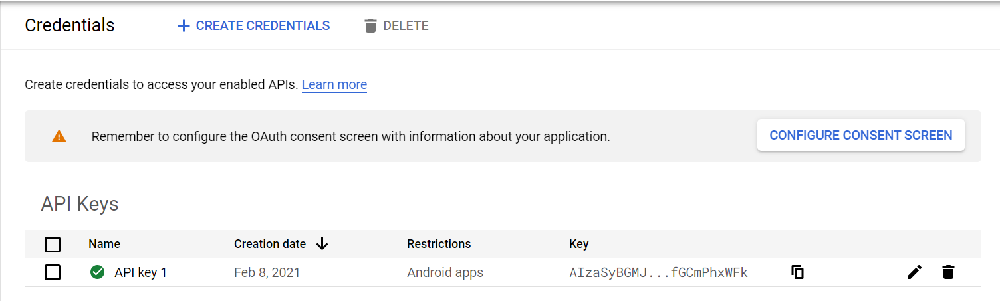 Credentials
CREATE CREDENTIALS
DELETE
Create credentials to access your enabled APIs. Learn more
Remember to configure the OAuth consent screen with information about your application.
CONFIGURE CONSENT SCREEN
API Keys
Name Creation date Restrictions Key
API key 1 Feb 8, 2021 Android apps AIzaSyBGMJ...fGCmPhxWFk